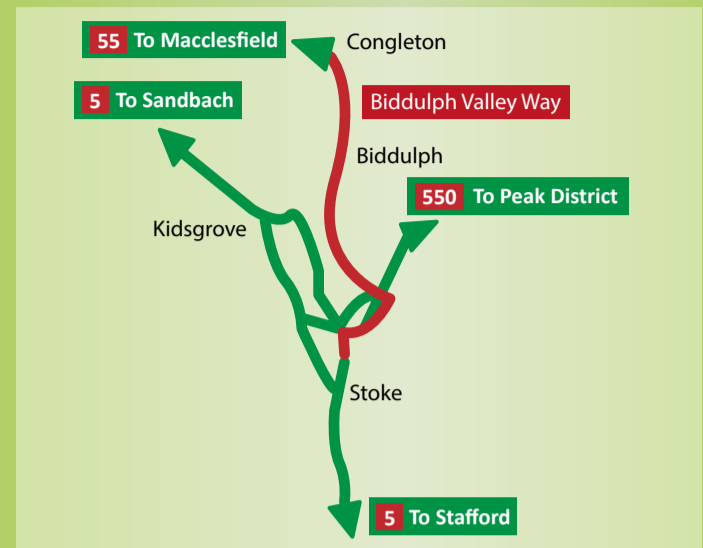 55 To Macclesfield
Congleton
5 To Sandbach
Biddulph Valley Way
Biddulph
550 To Peak District
Kidsgrove
Stoke
5 To Stafford